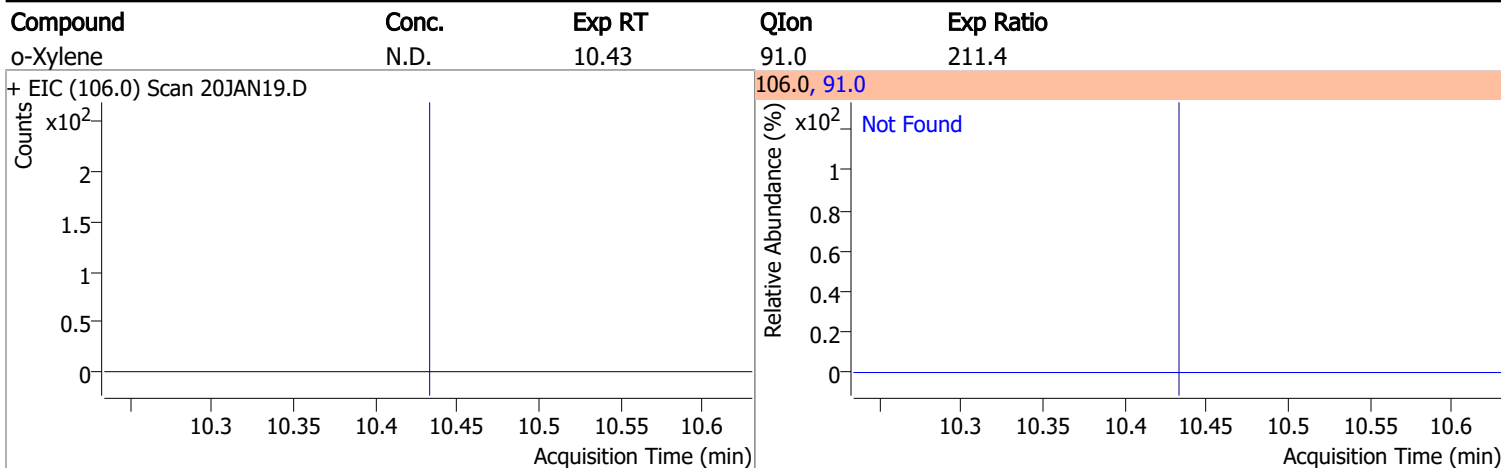 Compound Conc. Exp RT QIon Exp Ratio
o-Xylene N.D. 10.43 91.0 211.4
+ EIC (106.0) Scan 20JAN19.D
Counts
x10²
2
1.5
1
0.5
0
10.3 10.35 10.4 10.45 10.5 10.55 10.6
Acquisition Time (min)
106.0, 91.0
Relative Abundance (%)
x10²
Not Found
1
0.8
0.6
0.4
0.2
0
10.3 10.35 10.4 10.45 10.5 10.55 10.6
Acquisition Time (min)